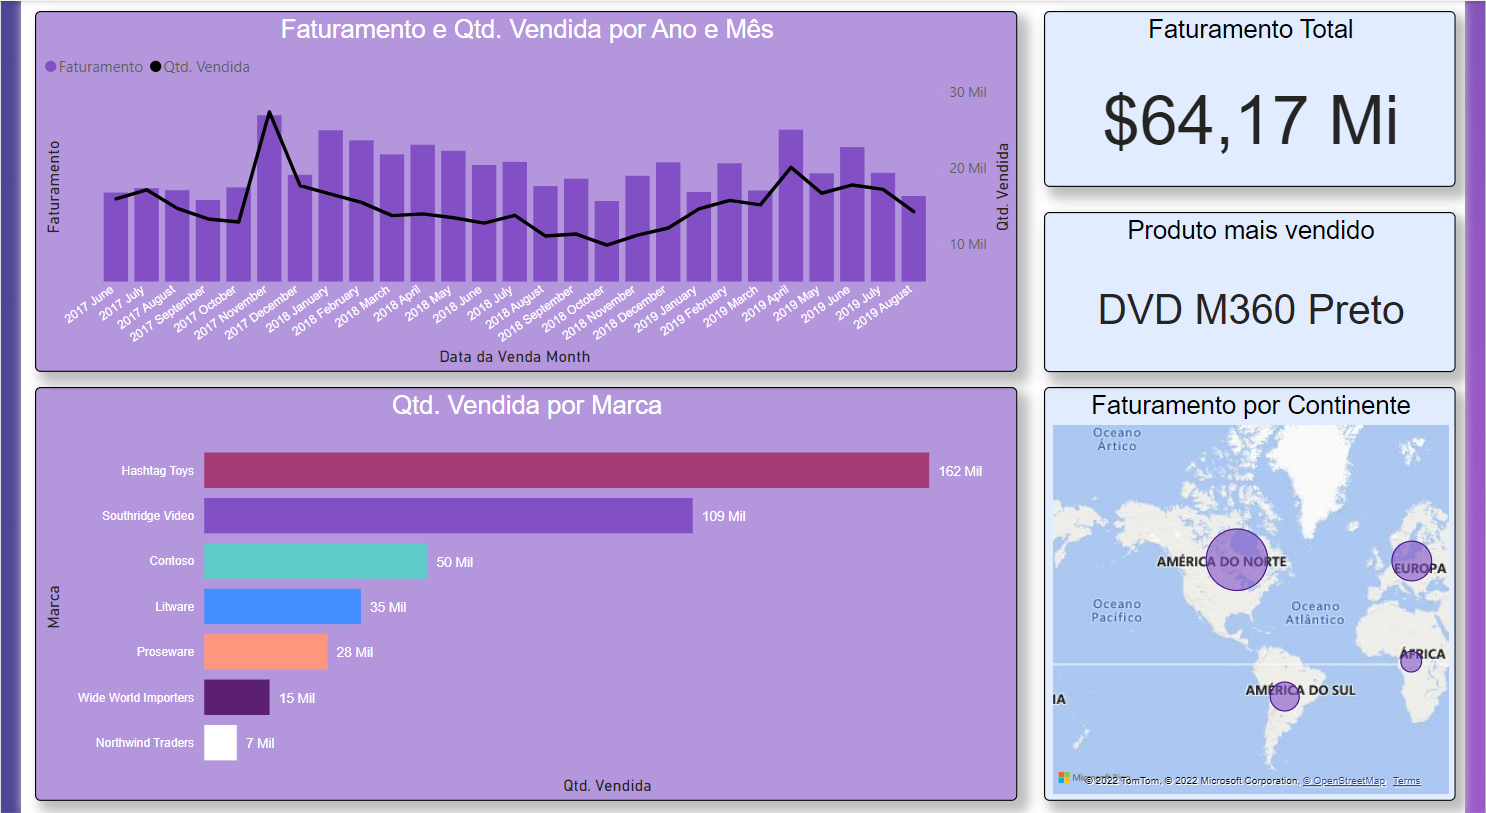 Faturamento e Qtd. Vendida por Ano e Mês
Faturamento
Qtd. Vendida
30 Mil
20 Mil
10 Mil
Faturamento
Qtd. Vendida
2017 June
2017 July
2017 August
2017 September
2017 October
2017 November
2017 December
2018 January
2018 February
2018 March
2018 April
2018 May
2018 June
2018 July
2018 August
2018 September
2018 October
2018 November
2018 December
2019 January
2019 February
2019 March
2019 April
2019 May
2019 June
2019 July
2019 August
Data da Venda Month
Faturamento Total
$64,17 Mi
Produto mais vendido
DVD M360 Preto
Qtd. Vendida por Marca
Marca
Hashtag Toys
162 Mil
Southridge Video
109 Mil
Contoso
50 Mil
Litware
35 Mil
Proseware
28 Mil
Wide World Importers
15 Mil
Northwind Traders
7 Mil
Qtd. Vendida
Faturamento por Continente
Oceano
Ártico
AMÉRICA DO NORTE
EUROPA
Oceano
Pacífico
Oceano
Atlântico
ÁFRICA
AMÉRICA DO SUL
IA
© 2022 TomTom, © 2022 Microsoft Corporation, © OpenStreetMap Terms